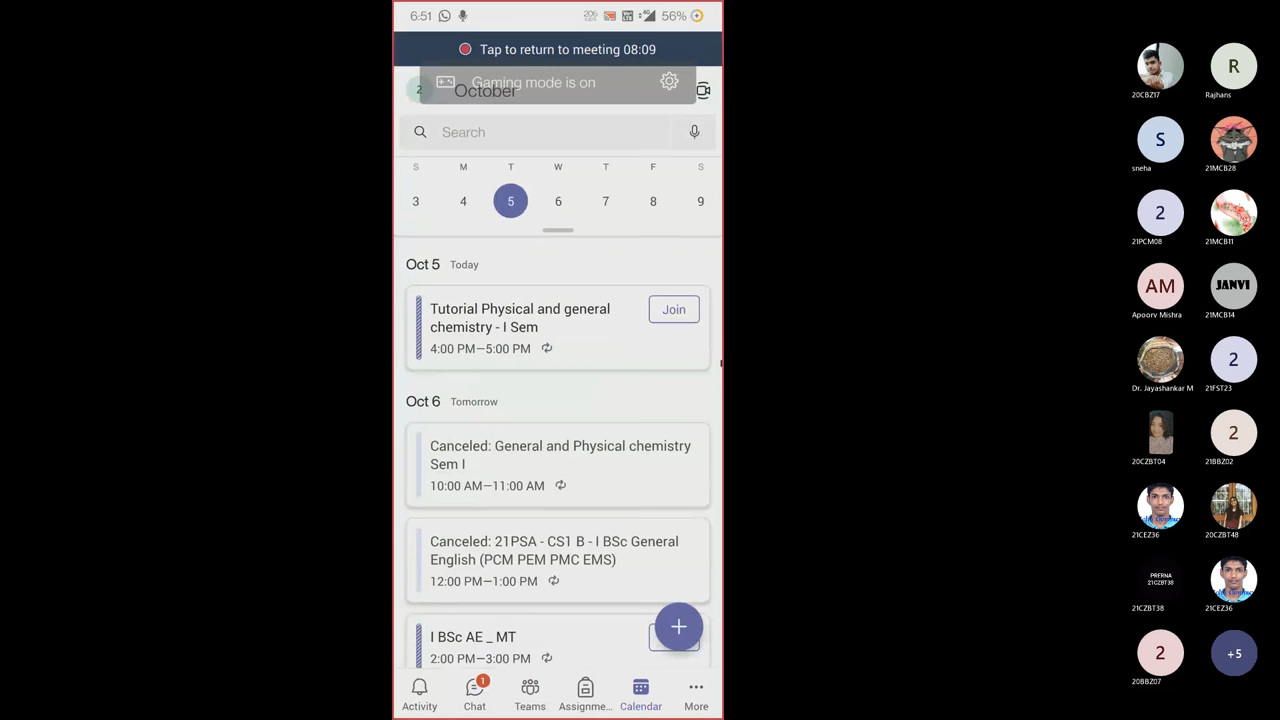 6:51
56%
Tap to return to meeting 08:09
Gaming mode is on
2
October
Search
S M T W T F S
3 4 5 6 7 8 9
Oct 5 Today
Tutorial Physical and general
chemistry - I Sem
4:00 PM—5:00 PM
Join
Oct 6 Tomorrow
Canceled: General and Physical chemistry
Sem I
10:00 AM—11:00 AM
Canceled: 21PSA - CS1 B - I BSc General
English (PCM PEM PMC EMS)
12:00 PM—1:00 PM
I BSc AE _ MT
2:00 PM—3:00 PM
+
1
Activity Chat Teams Assignme... Calendar More
R
20CBZ17 Rajhans
S
sneha 21MCB28
2
21PCM08 21MCB11
AM JANVI
Apoorv Mishra 21MCB14
2
Dr. Jayashankar M 21FST23
2
20CZBT04 21BBZ02
21CEZ36 20CZBT48
PRERNA
21CZBT38
21CZBT38 21CEZ36
2 +5
20BBZ07